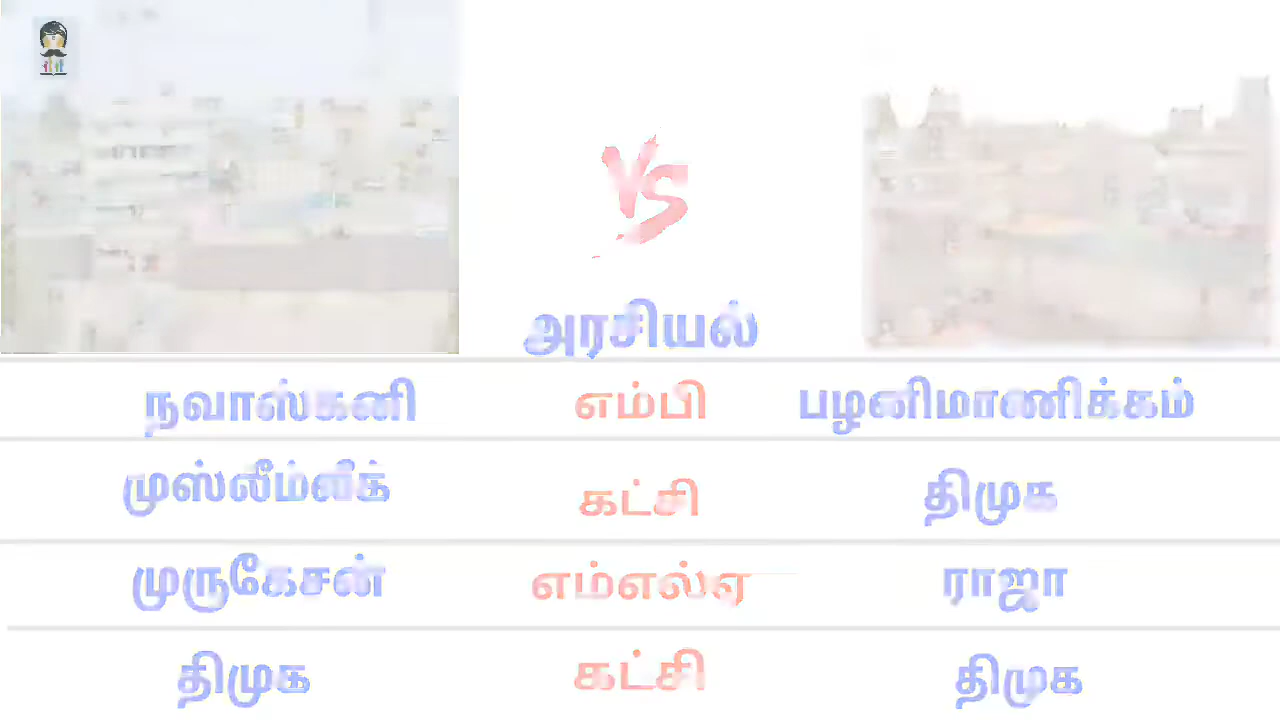 VS
அரசியல்
நவாஸ்கனி எம்பி பழனிமாணிக்கம்
முஸ்லீம்லீக் கட்சி திமுக
முருகேசன் எம்எல்ஏ ராஜா
திமுக கட்சி திமுக